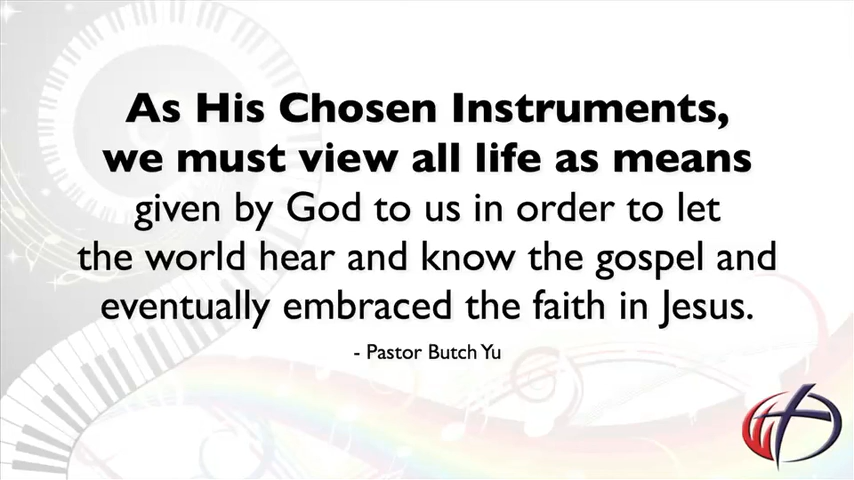 As His Chosen Instruments,
we must view all life as means
given by God to us in order to let
the world hear and know the gospel and
eventually embraced the faith in Jesus.
- Pastor Butch Yu